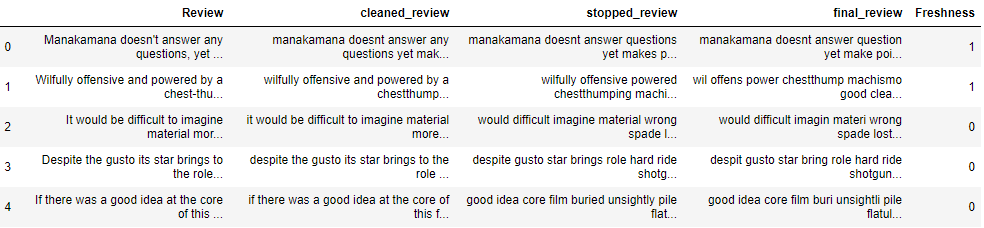 Review cleaned_review stopped_review final_review Freshness
0 Manakamana doesn't answer any questions, yet ... manakamana doesnt answer any questions yet mak... manakamana doesnt answer questions yet makes p... manakamana doesnt answer question yet make poi... 1
1 Wilfully offensive and powered by a chest-thu... wilfully offensive and powered by a chestthump... wilfully offensive powered chestthumping machi... wil offens power chestthump machismo good clea... 1
2 It would be difficult to imagine material mor... it would be difficult to imagine material more... would difficult imagine material wrong spade l... would difficult imagin materi wrong spade lost... 0
3 Despite the gusto its star brings to the role... despite the gusto its star brings to the role ... despite gusto star brings role hard ride shotg... despit gusto star bring role hard ride shotgun... 0
4 If there was a good idea at the core of this ... if there was a good idea at the core of this f... good idea core film buried unsightly pile flat... good idea core film buri unsightli pile flatul... 0